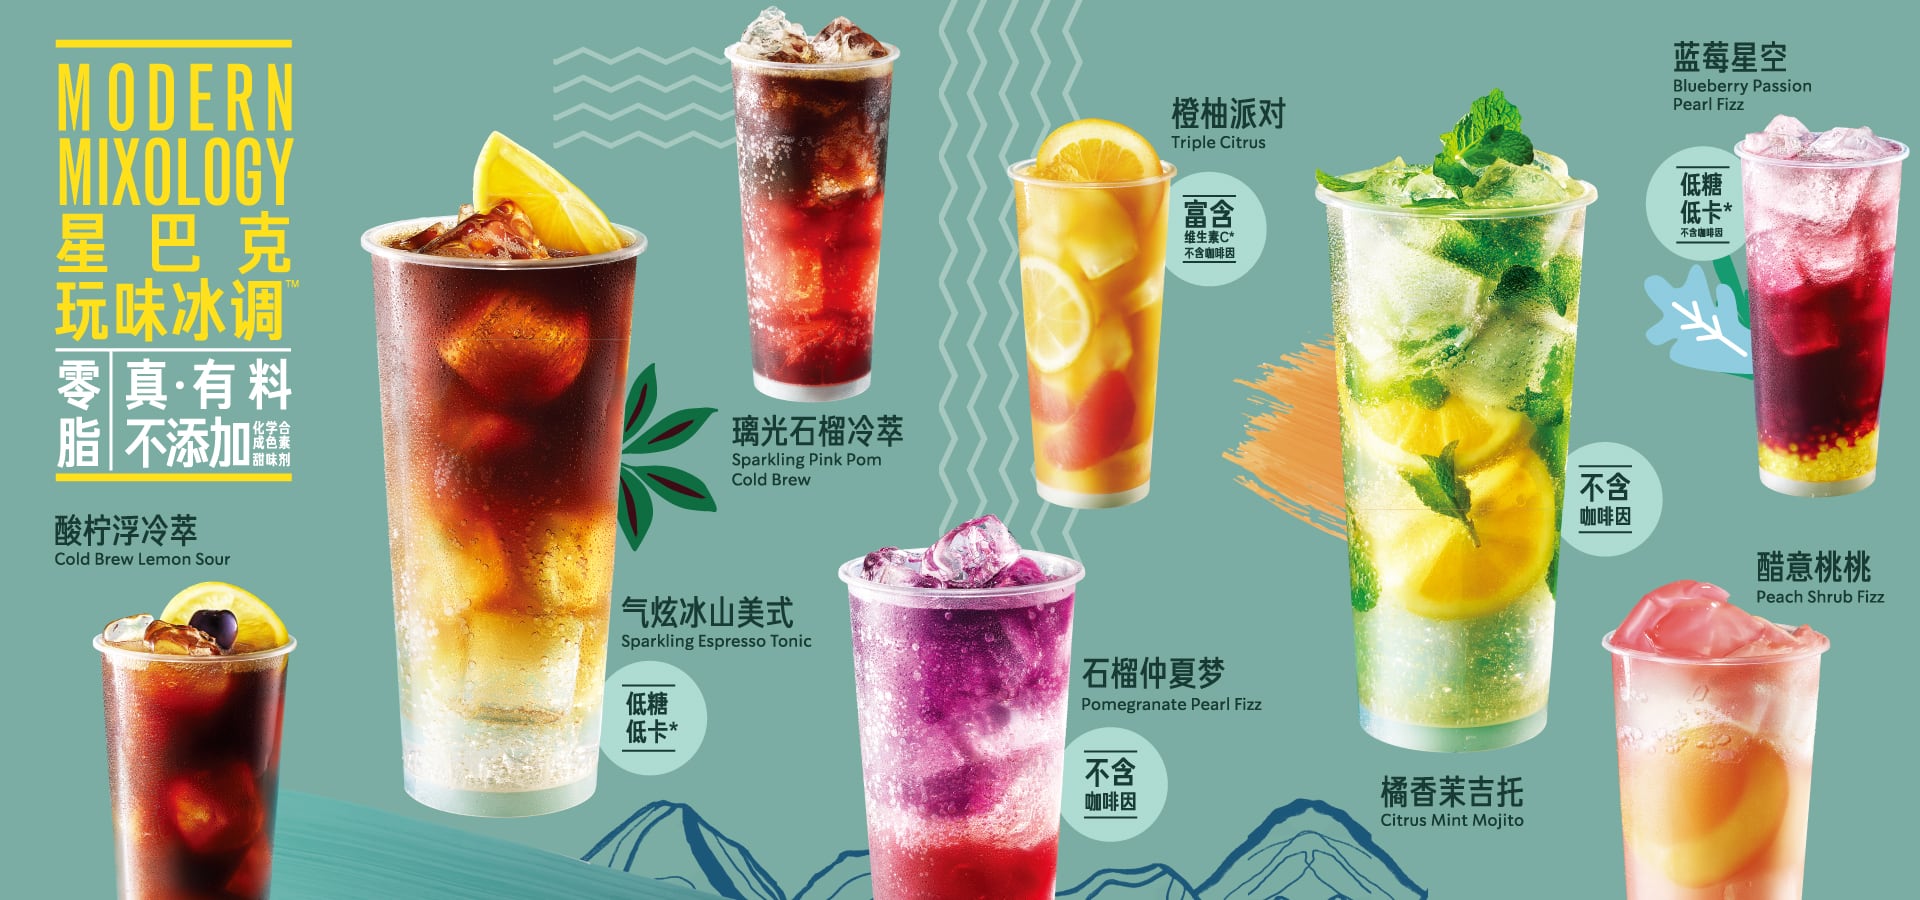 MODERN
MIXOLOGY
星巴克
玩味冰调™
零脂
真·有料
不添加
化学合
成色素
甜味剂
酸柠浮冷萃
Cold Brew Lemon Sour
气炫冰山美式
Sparkling Espresso Tonic
低糖
低卡*
璃光石榴冷萃
Sparkling Pink Pom
Cold Brew
石榴仲夏梦
Pomegranate Pearl Fizz
不含
咖啡因
橙柚派对
Triple Citrus
富含
维生素C*
不含咖啡因
橘香茉吉托
Citrus Mint Mojito
不含
咖啡因
蓝莓星空
Blueberry Passion
Pearl Fizz
低糖
低卡*
不含咖啡因
醋意桃桃
Peach Shrub Fizz